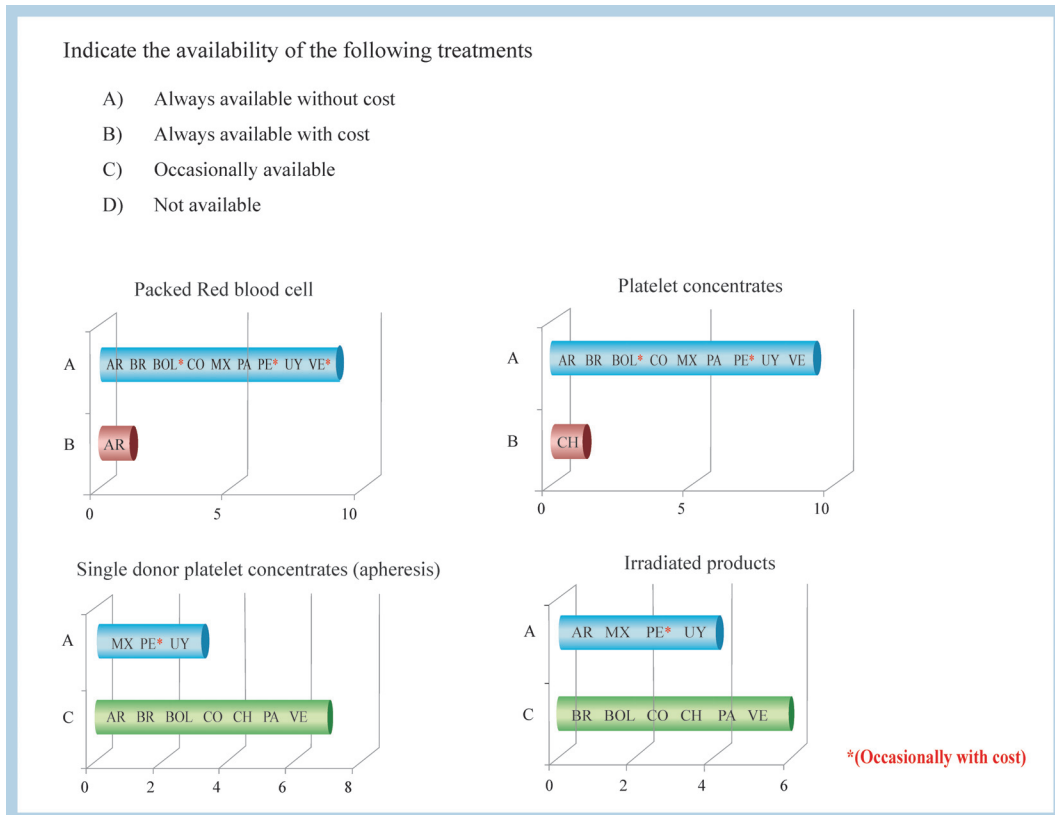 Indicate the availability of the following treatments
A) Always available without cost
B) Always available with cost
C) Occasionally available
D) Not available
Packed Red blood cell
A
AR BR BOL* CO MX PA PE* UY VE*
B
AR
0 5 10
Platelet concentrates
A
AR BR BOL* CO MX PA PE* UY VE
B
CH
0 5 10
Single donor platelet concentrates (apheresis)
A
MX PE* UY
C
AR BR BOL CO CH PA VE
0 2 4 6 8
Irradiated products
A
AR MX PE* UY
C
BR BOL CO CH PA VE
0 2 4 6
*(Occasionally with cost)